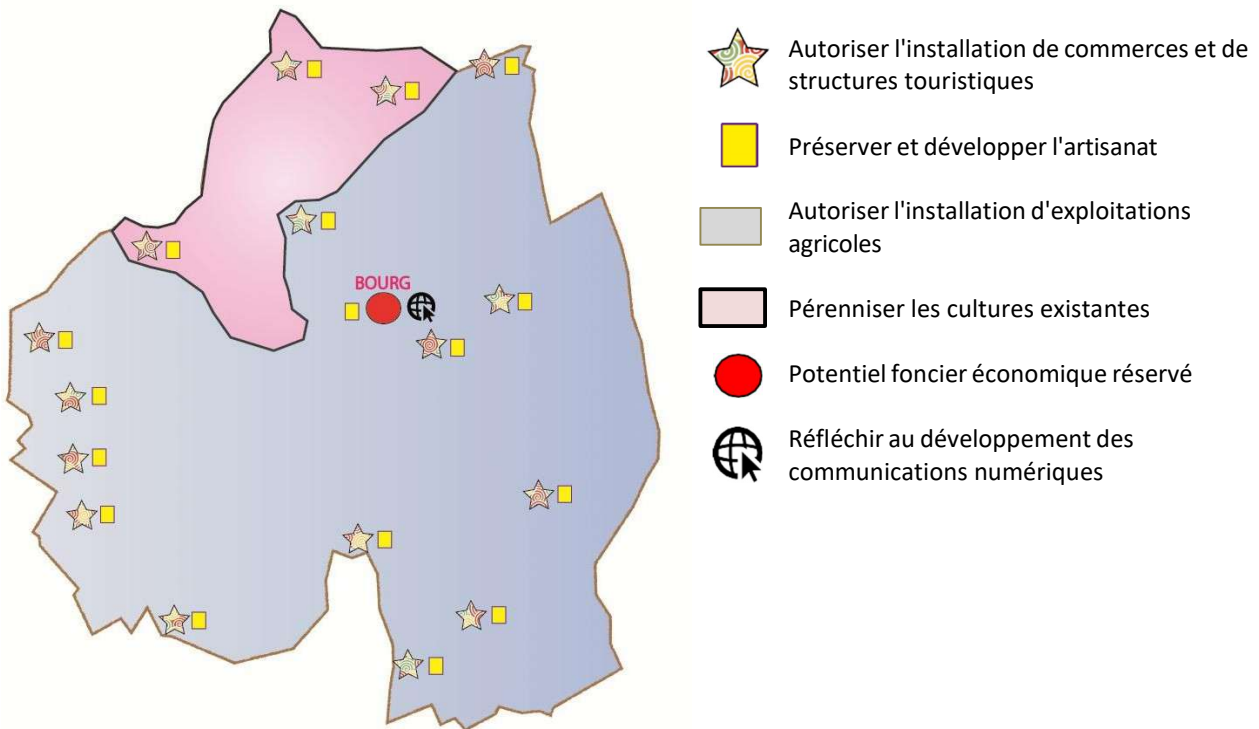 Autoriser l'installation de commerces et de
structures touristiques
Préserver et développer l'artisanat
Autoriser l'installation d'exploitations
agricoles
BOURG
Pérenniser les cultures existantes
Potentiel foncier économique réservé
Réfléchir au développement des
communications numériques